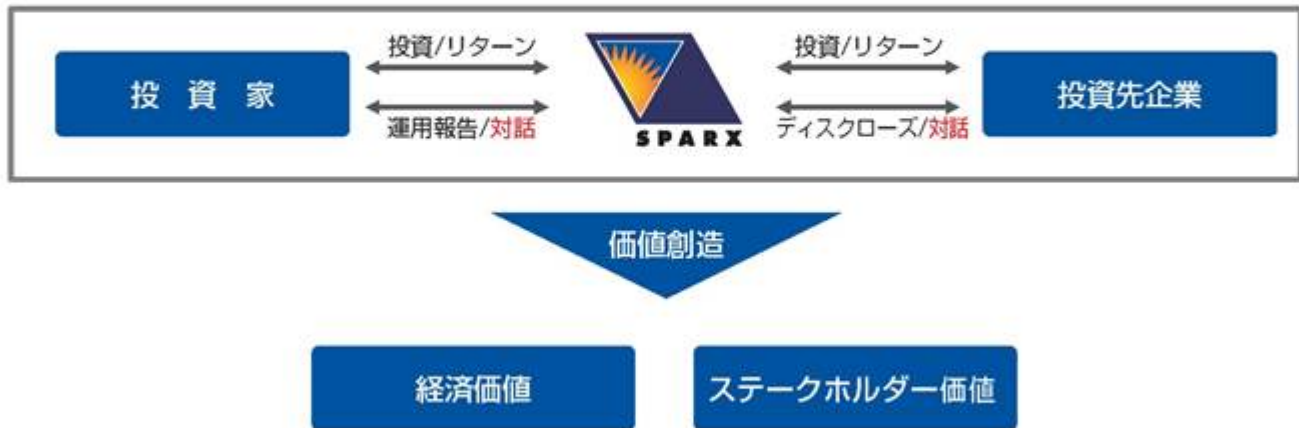 投資/リターン
投資/リターン
投 資 家
投資先企業
運用報告/対話
SPARX
ディスクローズ/対話
価値創造
経済価値
ステークホルダー価値